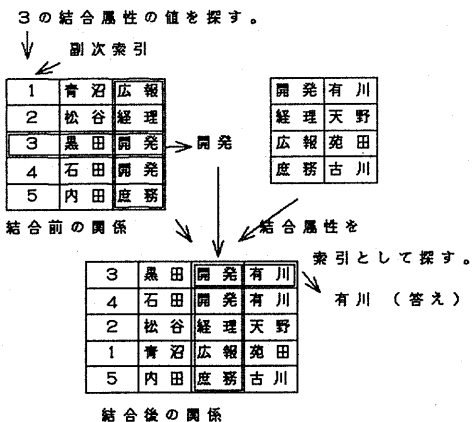 3の結合属性の値を探す。
副次索引
1 青沼 広報
2 松谷 経理
3 黒田 開発
4 石田 開発
5 内田 庶務
開発
開発 有川
経理 天野
広報 苑田
庶務 古川
結合前の関係
結合属性を
索引として探す。
3 黒田 開発 有川
4 石田 開発 有川
2 松谷 経理 天野
1 青沼 広報 苑田
5 内田 庶務 古川
有川 (答え)
結合後の関係